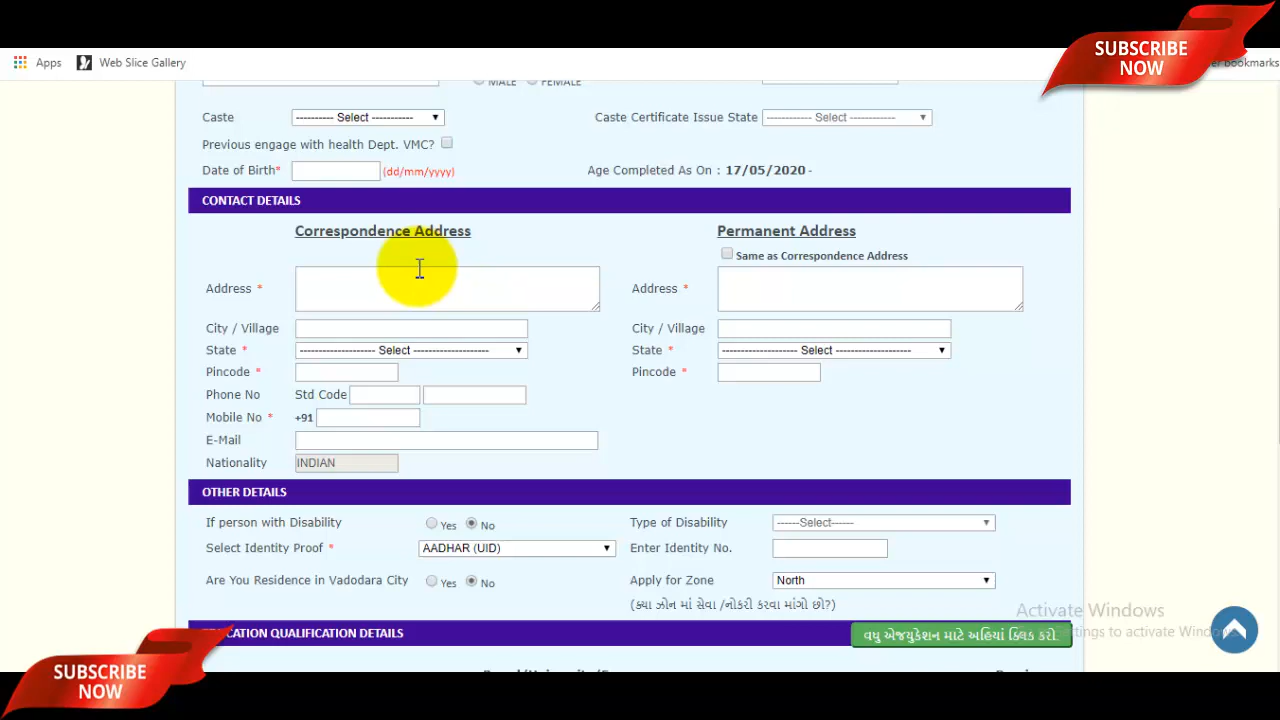 SUBSCRIBE
NOW
Apps Web Slice Gallery
bookmarks
MALE FEMALE
Caste ---------- Select ----------- Caste Certificate Issue State ------------ Select -----------
Previous engage with health Dept. VMC?
Date of Birth* (dd/mm/yyyy) Age Completed As On : 17/05/2020 -
CONTACT DETAILS
Correspondence Address Permanent Address
Same as Correspondence Address
Address * Address *
City / Village City / Village
State * -------------------- Select -------------------- State * -------------------- Select --------------------
Pincode * Pincode *
Phone No Std Code
Mobile No * +91
E-Mail
Nationality INDIAN
OTHER DETAILS
If person with Disability Yes No Type of Disability ------Select------
Select Identity Proof * AADHAR (UID) Enter Identity No.
Are You Residence in Vadodara City Yes No Apply for Zone North
(ક્યા ઝોન માં સેવા /નોકરી કરવા માંગો છો?)
Activate Windows
QUALIFICATION DETAILS વધુ એજ્યુકેશન માટે અહિયાં ક્લિક કરો.
ttings to activate Windows
SUBSCRIBE
NOW